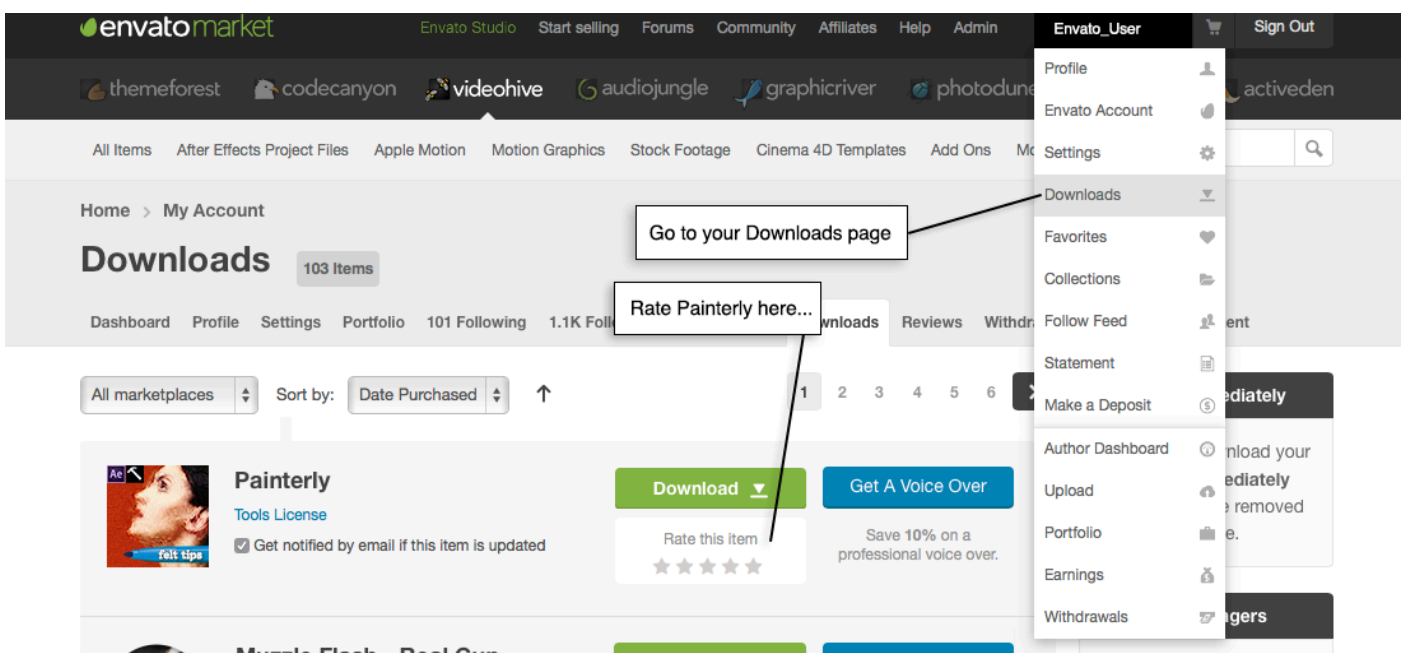 envatomarket Envato Studio Start selling Forums Community Affiliates Help Admin Envato_User Sign Out
themeforest codecanyon videohive audiojungle graphicriver photodune activeden
All Items After Effects Project Files Apple Motion Motion Graphics Stock Footage Cinema 4D Templates Add Ons
Profile
Envato Account
Settings
Downloads
Favorites
Collections
Follow Feed
Statement
Make a Deposit
Author Dashboard
Upload
Portfolio
Earnings
Withdrawals
Home > My Account
Go to your Downloads page
Downloads 103 Items
Rate Painterly here...
Dashboard Profile Settings Portfolio 101 Following 1.1K Reviews
All marketplaces Sort by: Date Purchased 1 2 3 4 5 6
Ae Painterly
felt tips
Tools License
Get notified by email if this item is updated
Download
Rate this item
Get A Voice Over
Save 10% on a
professional voice over.
your
removed